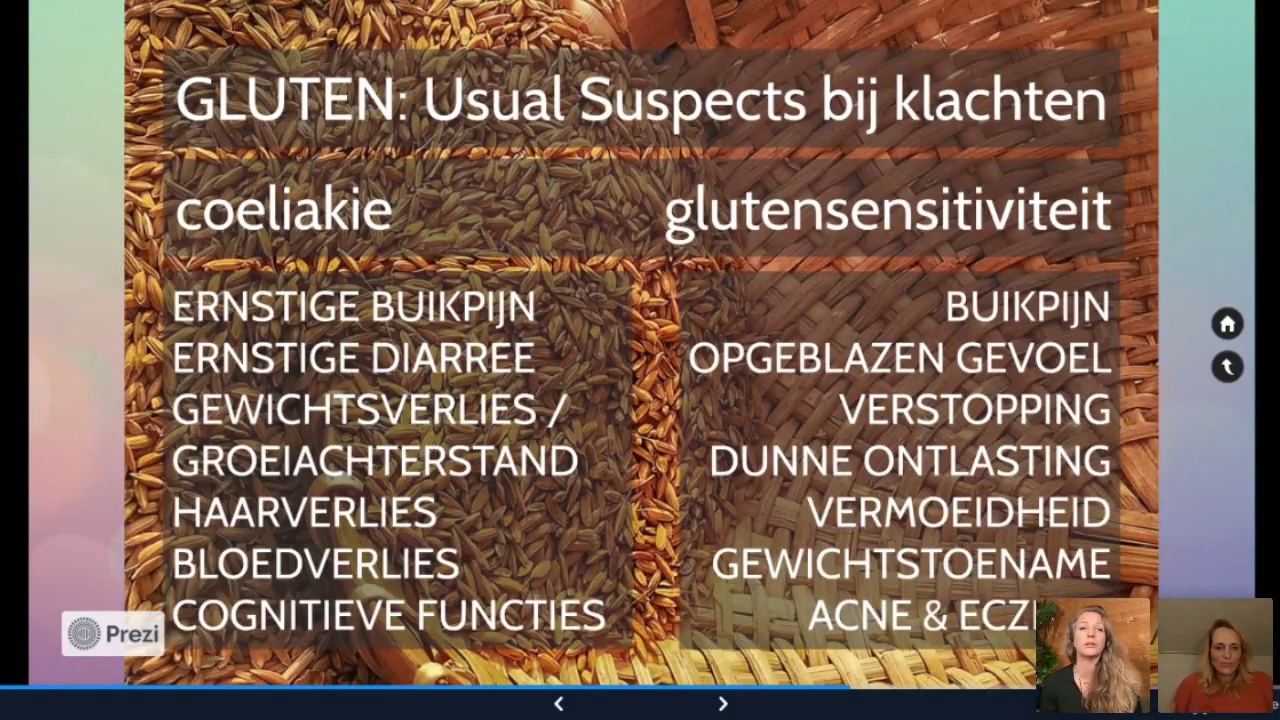 GLUTEN: Usual Suspects bij klachten
coeliakie
glutensensitiviteit
ERNSTIGE BUIKPIJN
ERNSTIGE DIARREE
GEWICHTSVERLIES /
GROEIACHTERSTAND
HAARVERLIES
BLOEDVERLIES
COGNITIEVE FUNCTIES
BUIKPIJN
OPGEBLAZEN GEVOEL
VERSTOPPING
DUNNE ONTLASTING
VERMOEIDHEID
GEWICHTSTOENAME
ACNE &
Prezi